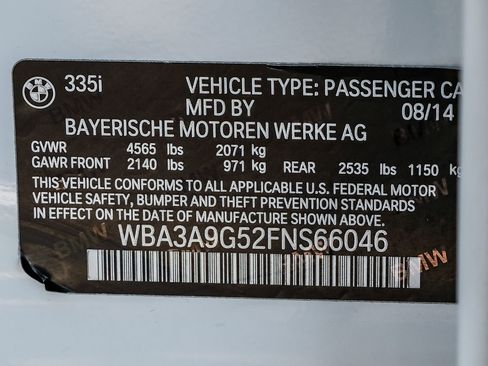 335i VEHICLE TYPE: PASSENGER
MFD BY 08/14
BAYERISCHE MOTOREN WERKE AG
GVWR 4565 lbs 2071 kg
GAWR FRONT 2140 lbs 971 kg REAR 2535 lbs 1150
THIS VEHICLE CONFORMS TO ALL APPLICABLE U.S. FEDERAL MOTOR
VEHICLE SAFETY, BUMPER AND THEFT PREVENTION STANDARDS IN
EFFECT ON THE DATE OF MANUFACTURE SHOWN ABOVE.
WBA3A9G52FNS66046
BMW